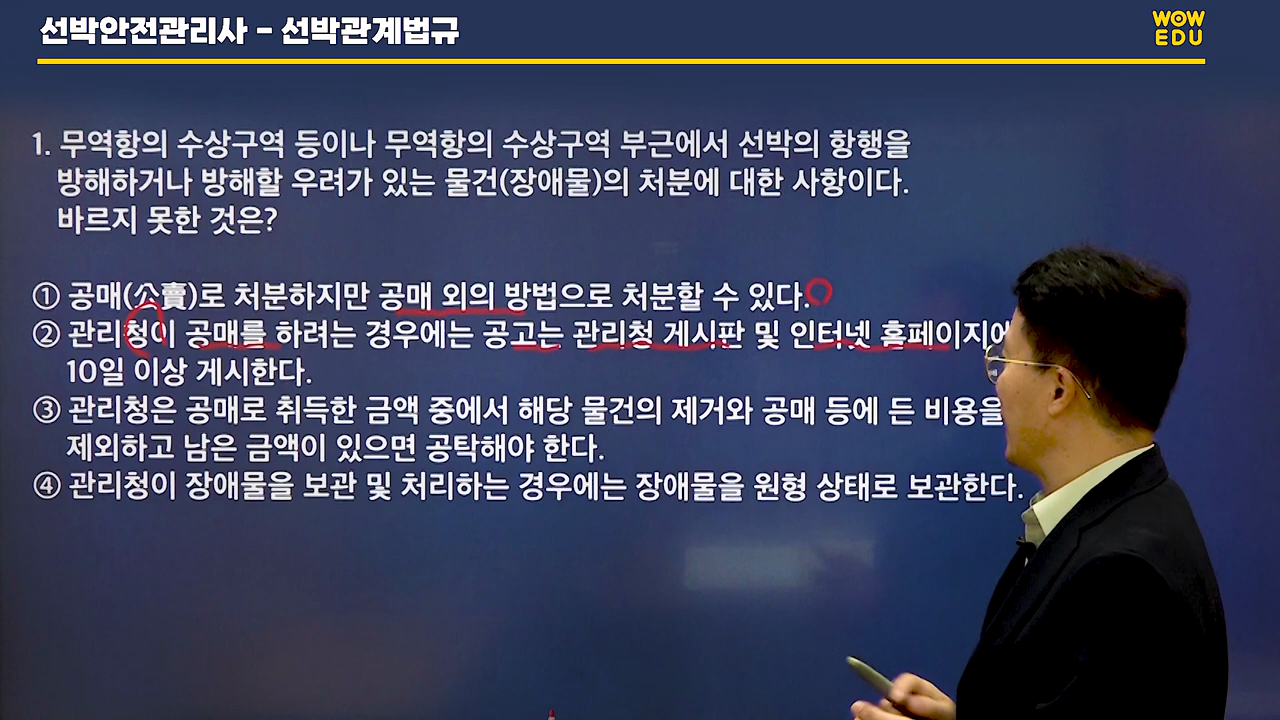 선박안전관리사 - 선박관계법규
WOW
EDU
1. 무역항의 수상구역 등이나 무역항의 수상구역 부근에서 선박의 항행을
방해하거나 방해할 우려가 있는 물건(장애물)의 처분에 대한 사항이다.
바르지 못한 것은?
① 공매(公賣)로 처분하지만 공매 외의 방법으로 처분할 수 있다.
② 관리청이 공매를 하려는 경우에는 공고는 관리청 게시판 및 인터넷 홈페이지에
10일 이상 게시한다.
③ 관리청은 공매로 취득한 금액 중에서 해당 물건의 제거와 공매 등에 든 비용을
제외하고 남은 금액이 있으면 공탁해야 한다.
④ 관리청이 장애물을 보관 및 처리하는 경우에는 장애물을 원형 상태로 보관한다.